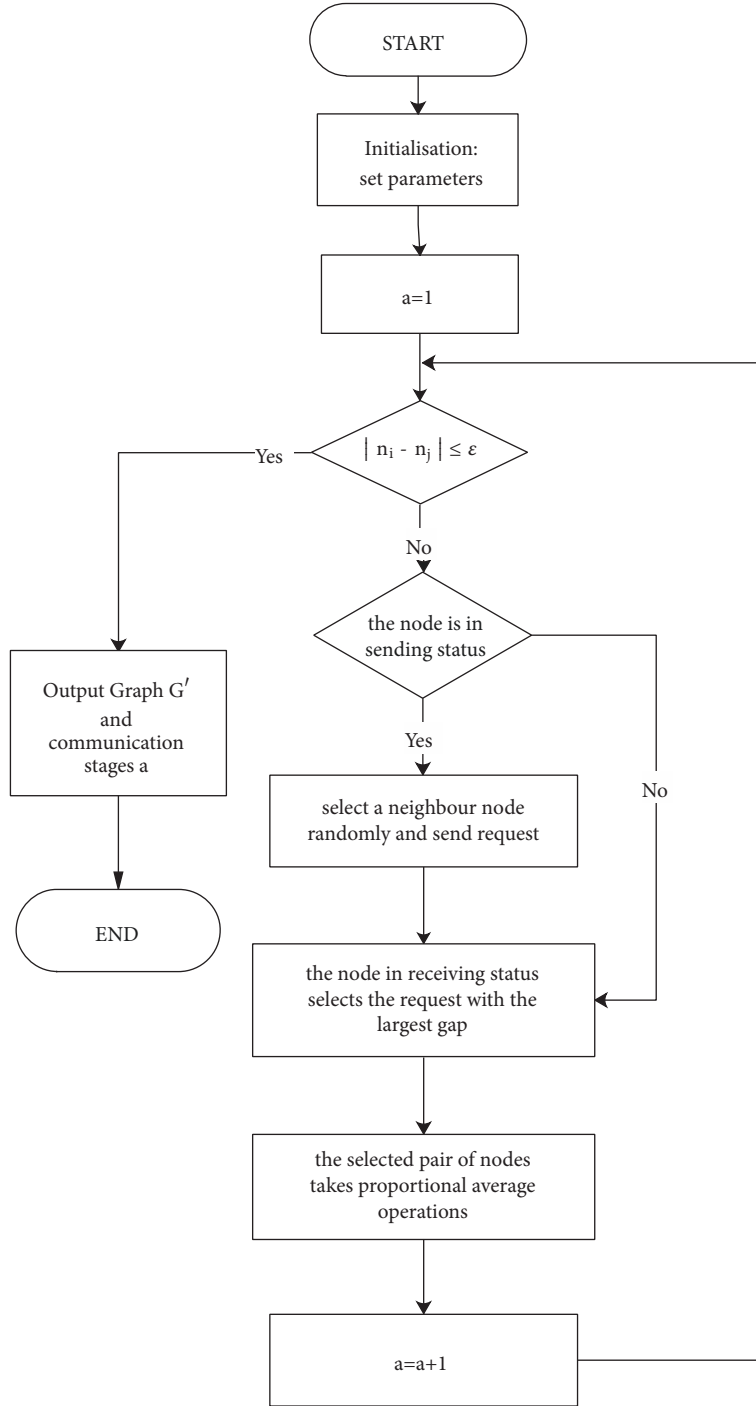 START
Initialisation:
set parameters
a=1
| n_i - n_j | ≤ ε
Yes
No
the node is in
sending status
Output Graph G′
and
communication
stages a
Yes
No
select a neighbour node
randomly and send request
END
the node in receiving status
selects the request with the
largest gap
the selected pair of nodes
takes proportional average
operations
a=a+1